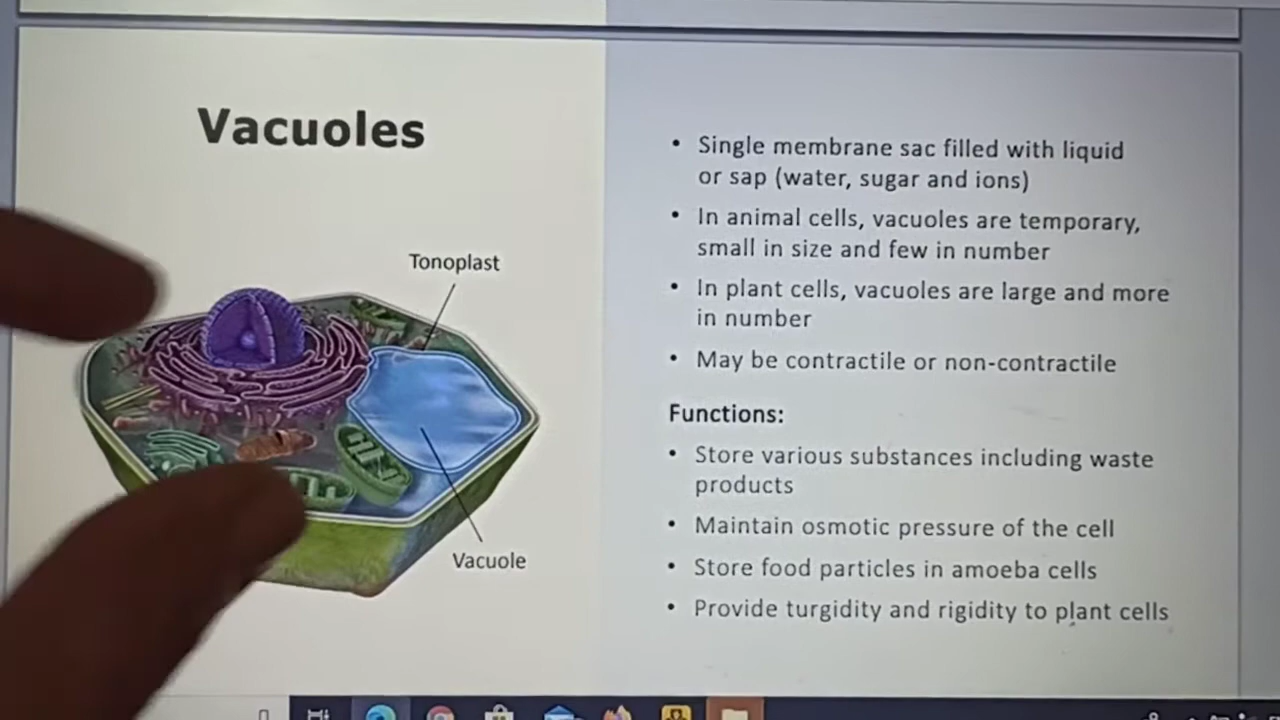 Vacuoles
Tonoplast
Vacuole
• Single membrane sac filled with liquid
or sap (water, sugar and ions)
• In animal cells, vacuoles are temporary,
small in size and few in number
• In plant cells, vacuoles are large and more
in number
• May be contractile or non-contractile
Functions:
• Store various substances including waste
products
• Maintain osmotic pressure of the cell
• Store food particles in amoeba cells
• Provide turgidity and rigidity to plant cells